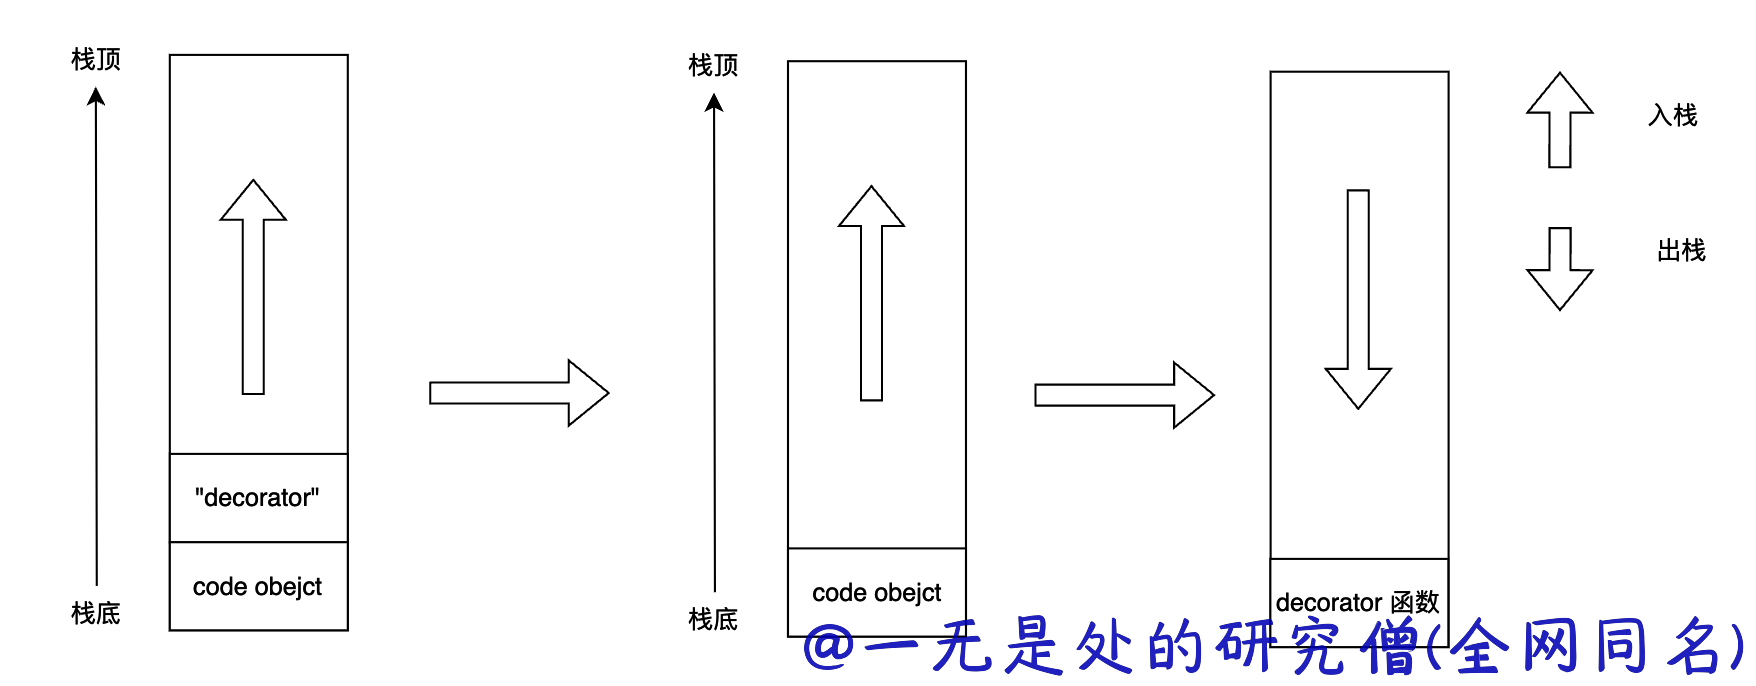 栈顶
"decorator"
code obejct
栈底
栈顶
code obejct
栈底
decorator 函数
入栈
出栈
@一无是处的研究僧(全网同名)